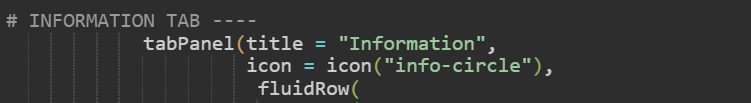 # INFORMATION TAB ----
tabPanel(title = "Information",
icon = icon("info-circle"),
fluidRow(